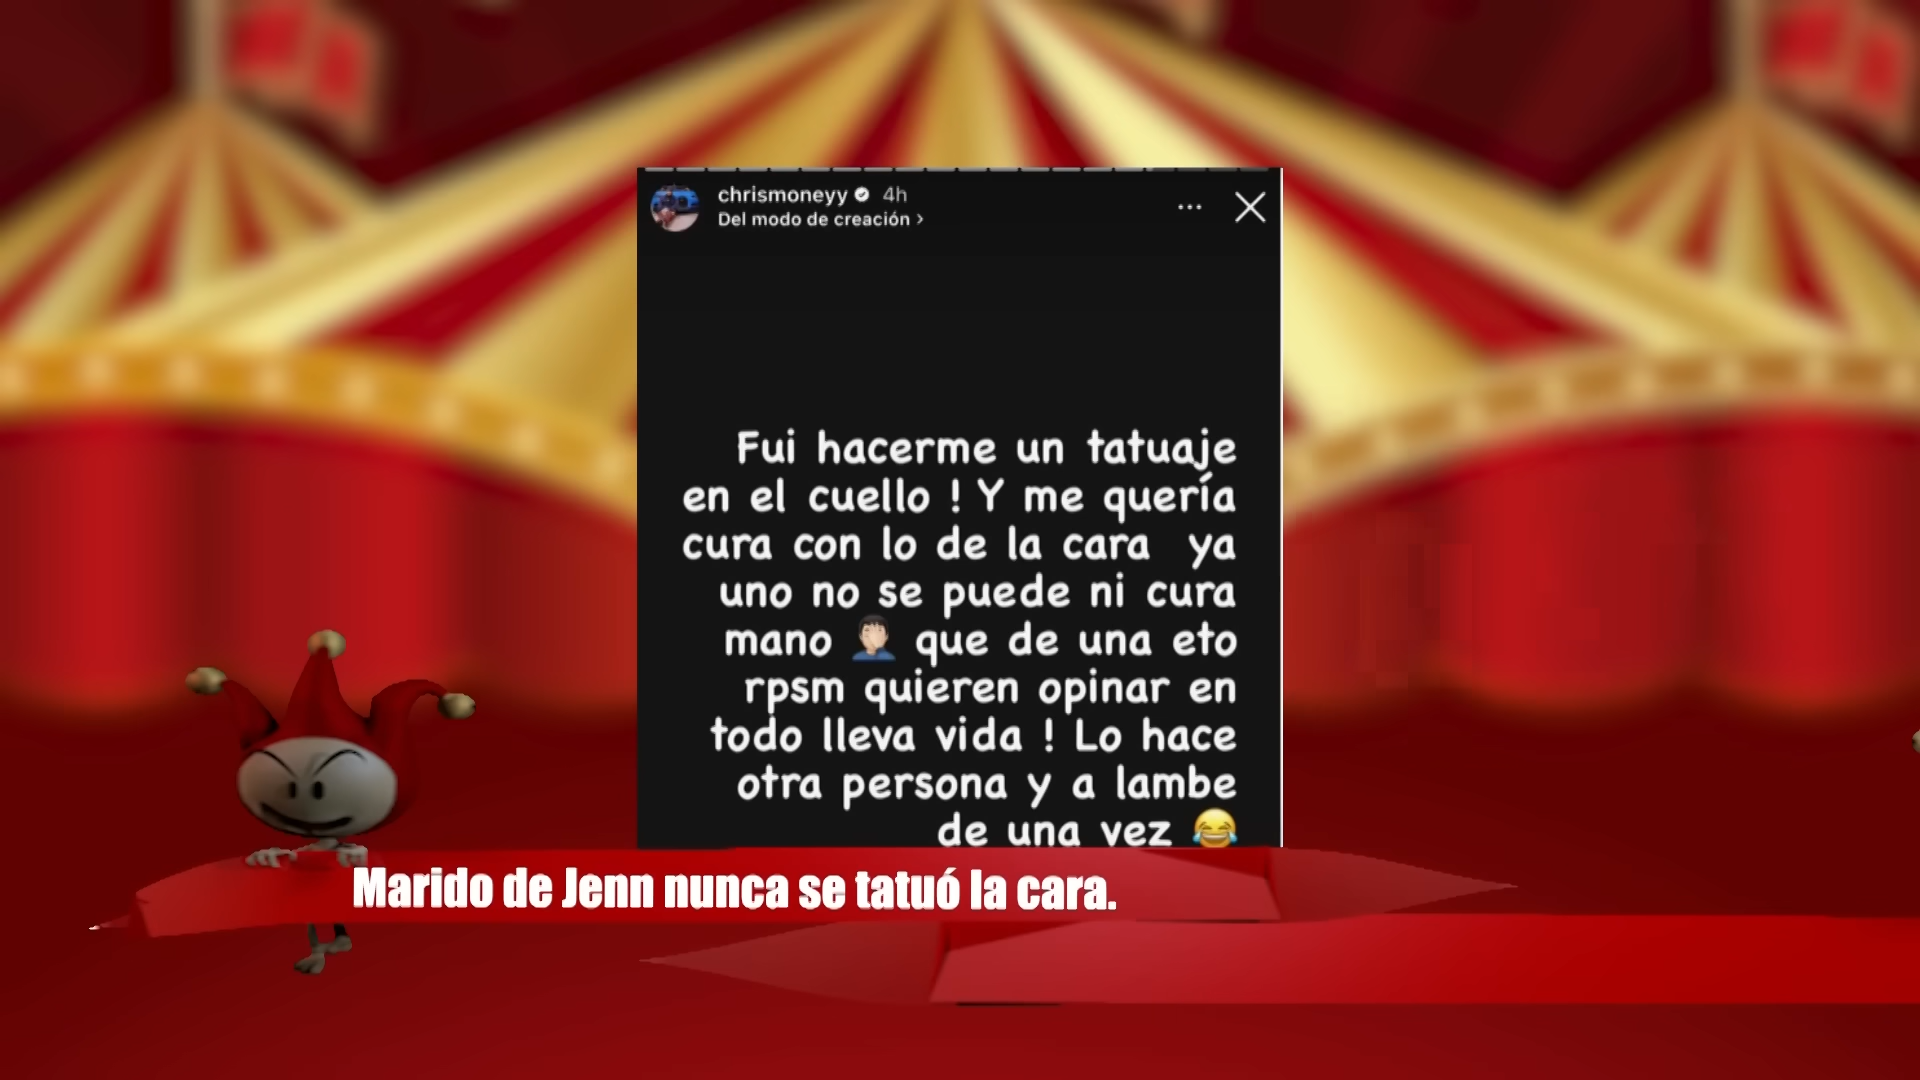 chrismoneyy 4h
Del modo de creación >
Fui hacerme un tatuaje
en el cuello ! Y me quería
cura con lo de la cara ya
uno no se puede ni cura
mano 🤦🏻‍♂️ que de una eto
rpsm quieren opinar en
todo lleva vida ! Lo hace
otra persona y a lambe
de una vez 😂
Marido de Jenn nunca se tatuó la cara.